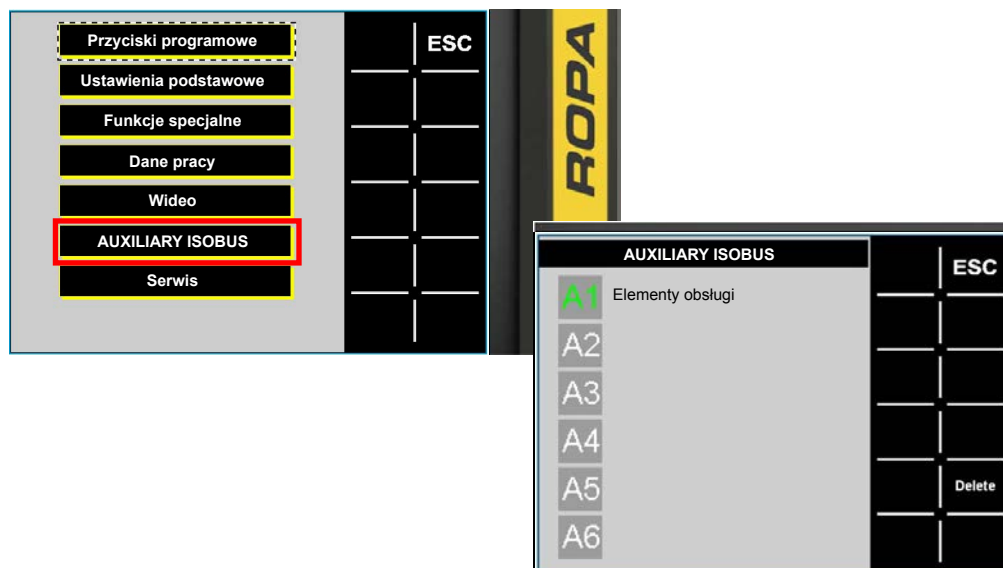 Przyciski programowe
ESC
Ustawienia podstawowe
Funkcje specjalne
Dane pracy
Wideo
AUXILIARY ISOBUS
Serwis
ROPA
AUXILIARY ISOBUS
ESC
A1 Elementy obsługi
A2
A3
A4
A5
Delete
A6